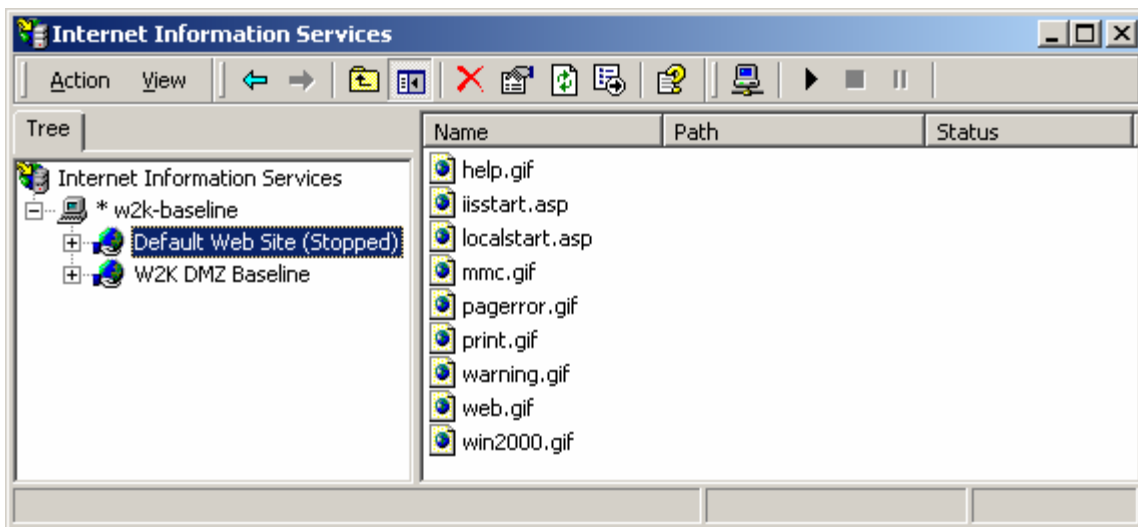 Internet Information Services
Action View
Tree
Name Path Status
Internet Information Services
* w2k-baseline
Default Web Site (Stopped)
W2K DMZ Baseline
help.gif
iisstart.asp
localstart.asp
mmc.gif
pagerror.gif
print.gif
warning.gif
web.gif
win2000.gif